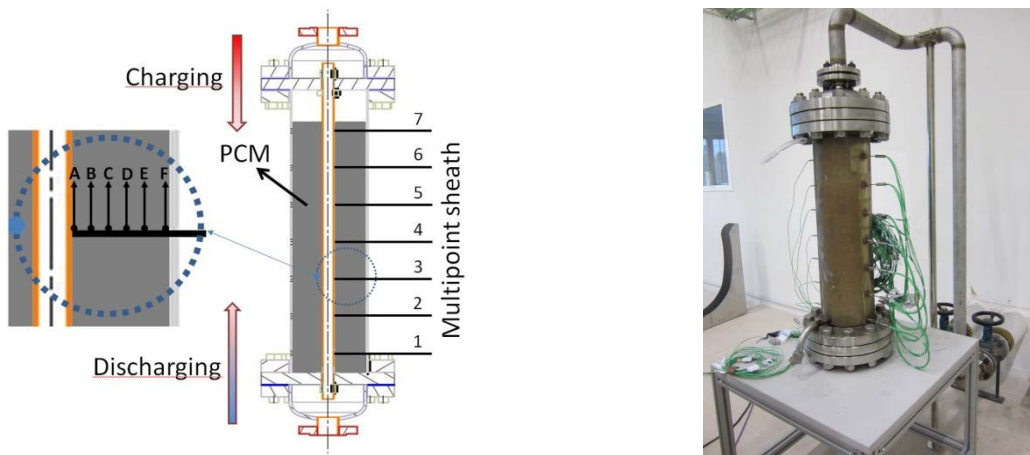 Charging
PCM
A B C D E F
7
6
5
4
3
2
1
Multipoint sheath
Discharging